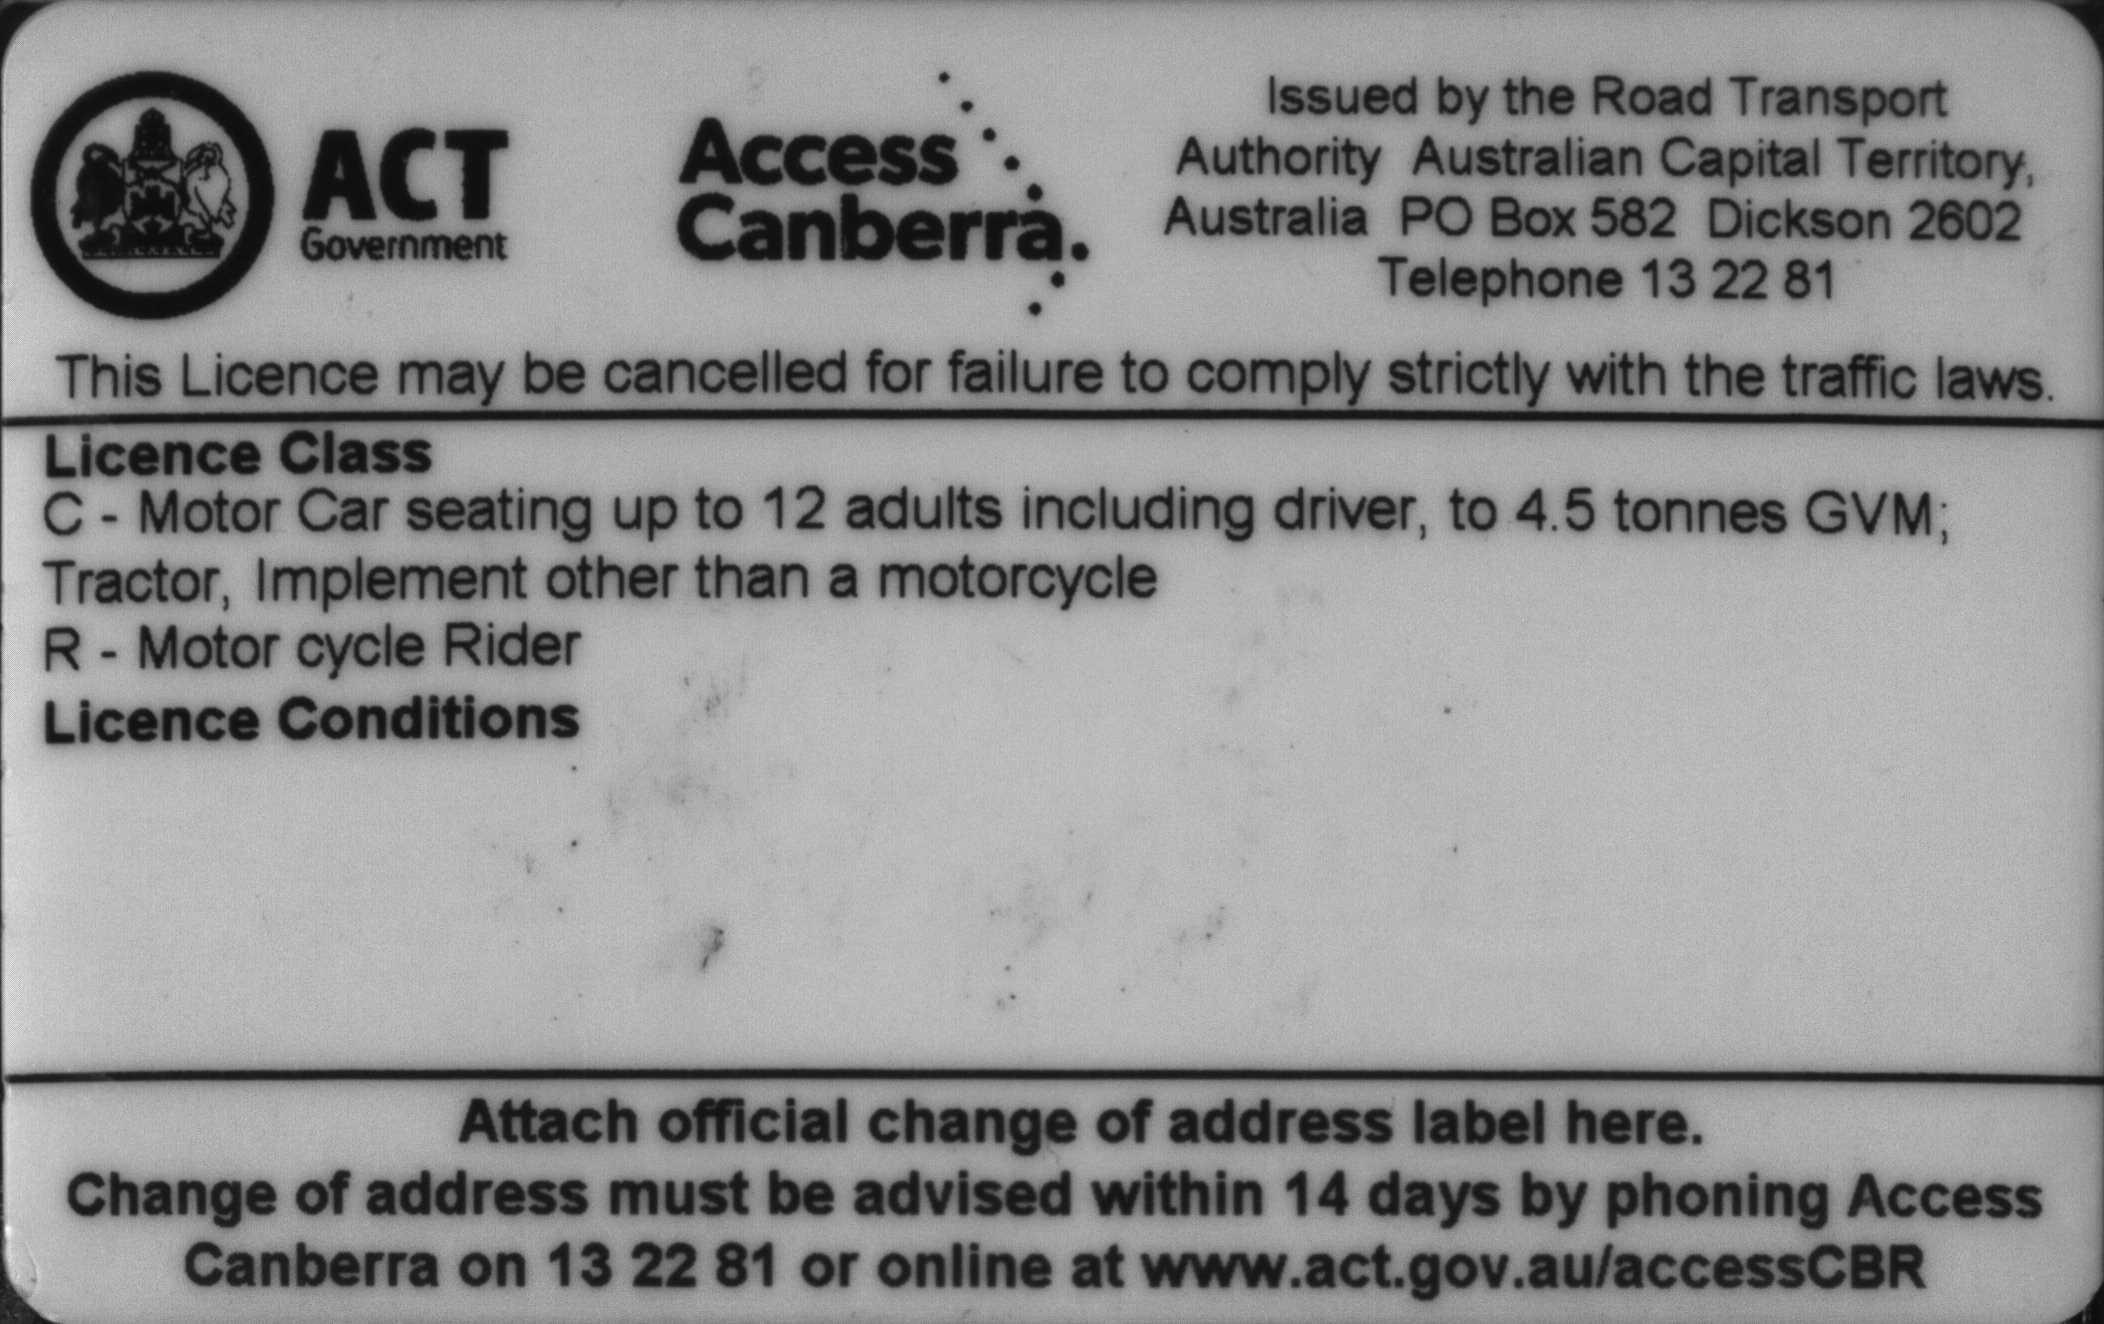 ACT
Government
Access
Canberra.
Issued by the Road Transport
Authority Australian Capital Territory,
Australia PO Box 582 Dickson 2602
Telephone 13 22 81
This Licence may be cancelled for failure to comply strictly with the traffic laws.
Licence Class
C - Motor Car seating up to 12 adults including driver, to 4.5 tonnes GVM;
Tractor, Implement other than a motorcycle
R - Motor cycle Rider
Licence Conditions
Attach official change of address label here.
Change of address must be advised within 14 days by phoning Access
Canberra on 13 22 81 or online at www.act.gov.au/accessCBR